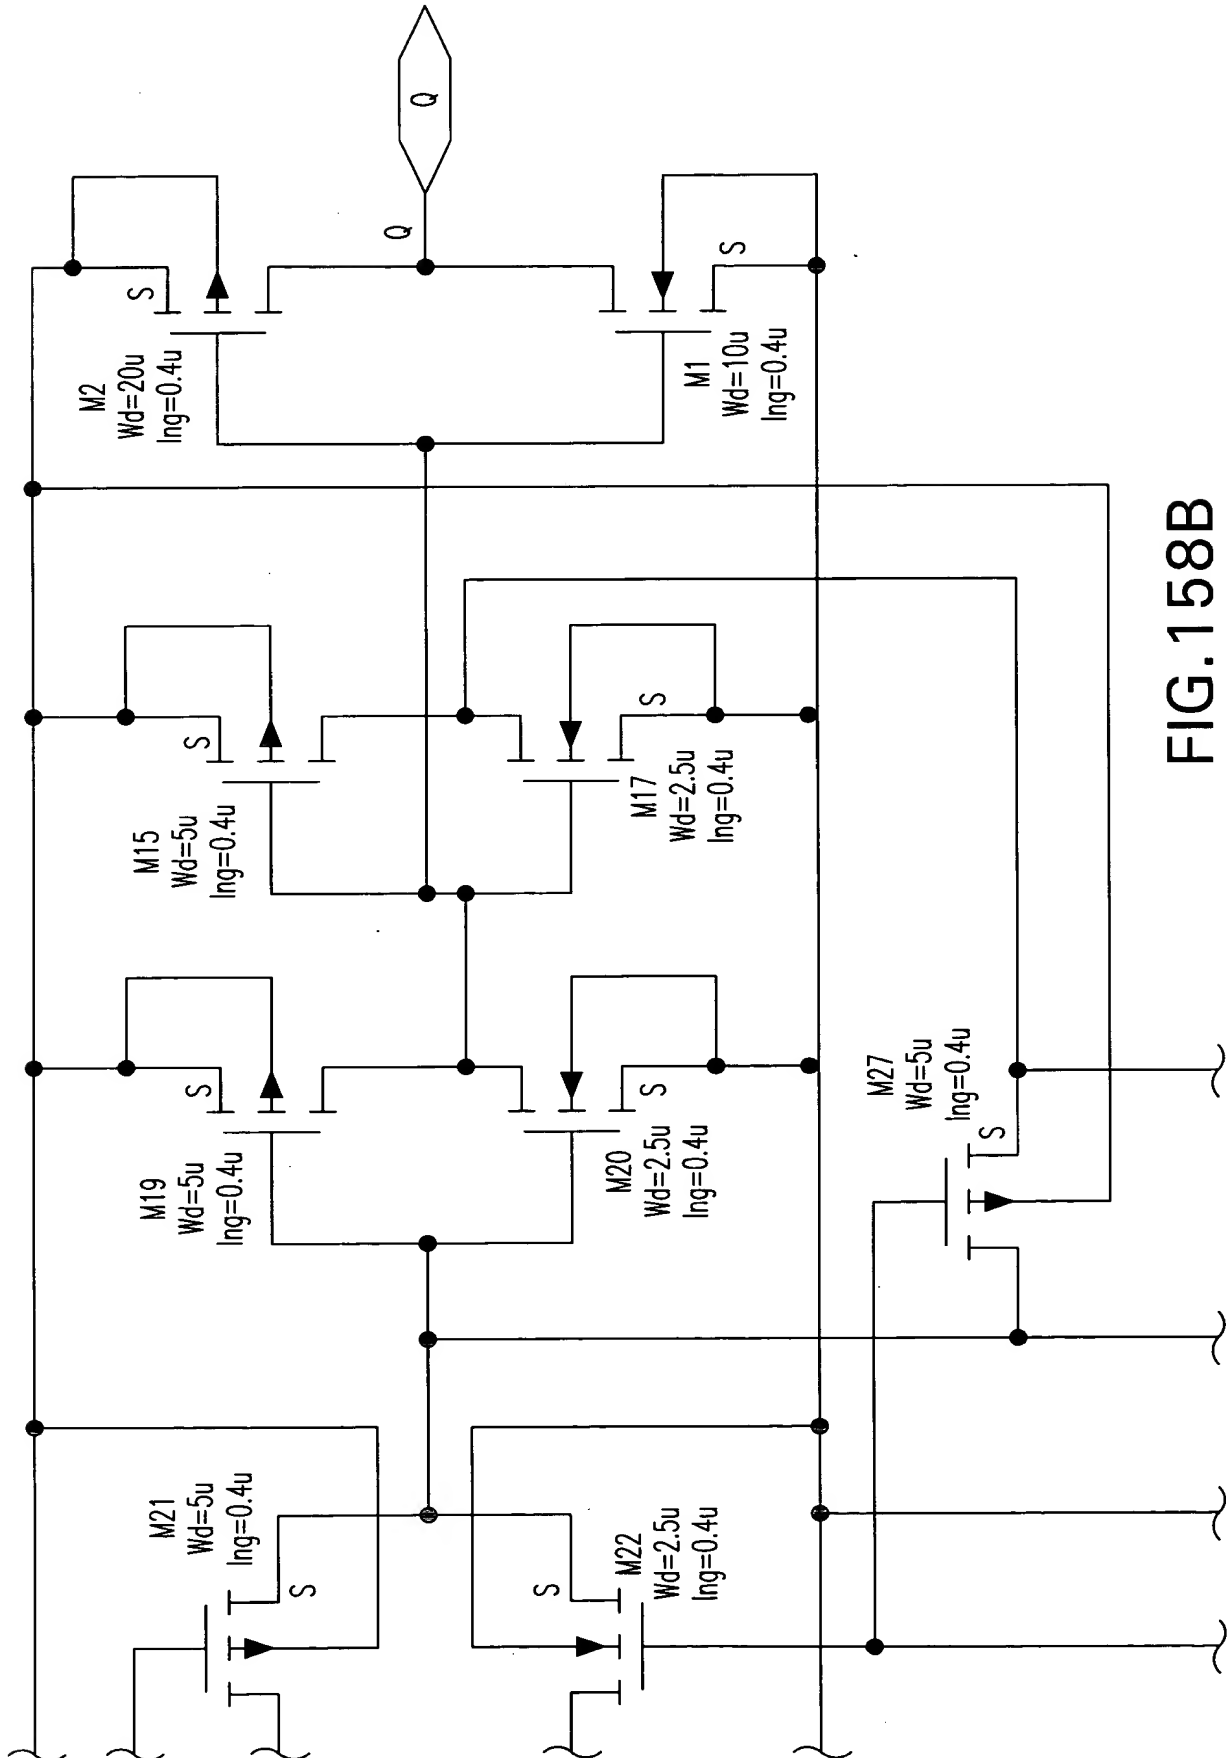 Q
Q
S
M2
Wd=20u
lng=0.4u
S
M1
Wd=10u
lng=0.4u
S
M15
Wd=5u
lng=0.4u
S
M17
Wd=2.5u
lng=0.4u
S
M19
Wd=5u
lng=0.4u
S
M20
Wd=2.5u
lng=0.4u
M27
Wd=5u
lng=0.4u
S
M21
Wd=5u
lng=0.4u
S
S
M22
Wd=2.5u
lng=0.4u
FIG.158B